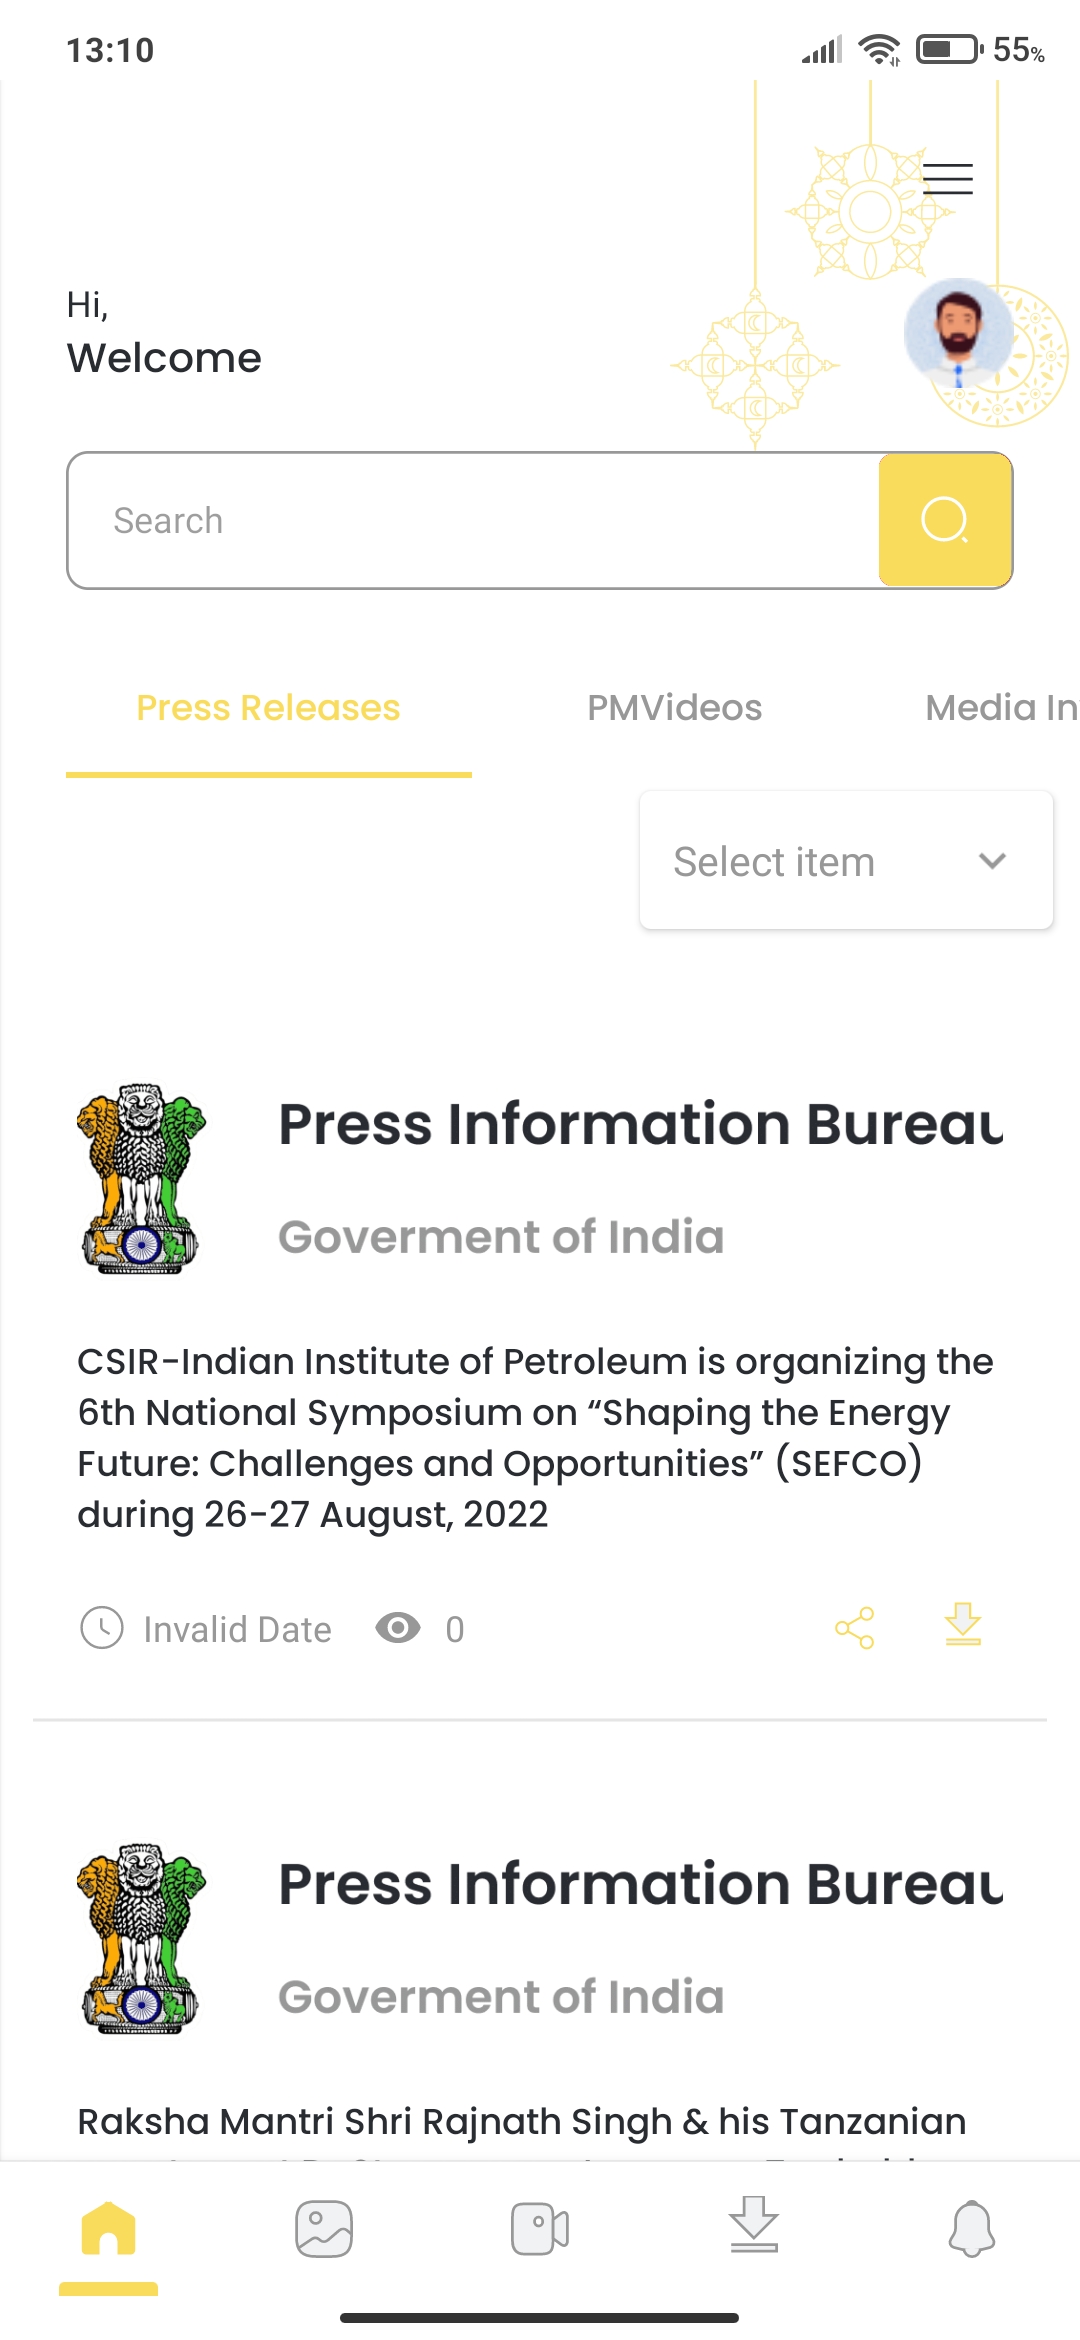 13:10
55%
Hi,
Welcome
Search
Press Releases
PMVideos
Media In
Select item
Press Information Bureau
Goverment of India
CSIR-Indian Institute of Petroleum is organizing the
6th National Symposium on “Shaping the Energy
Future: Challenges and Opportunities” (SEFCO)
during 26-27 August, 2022
Invalid Date
0
Press Information Bureau
Goverment of India
Raksha Mantri Shri Rajnath Singh & his Tanzanian